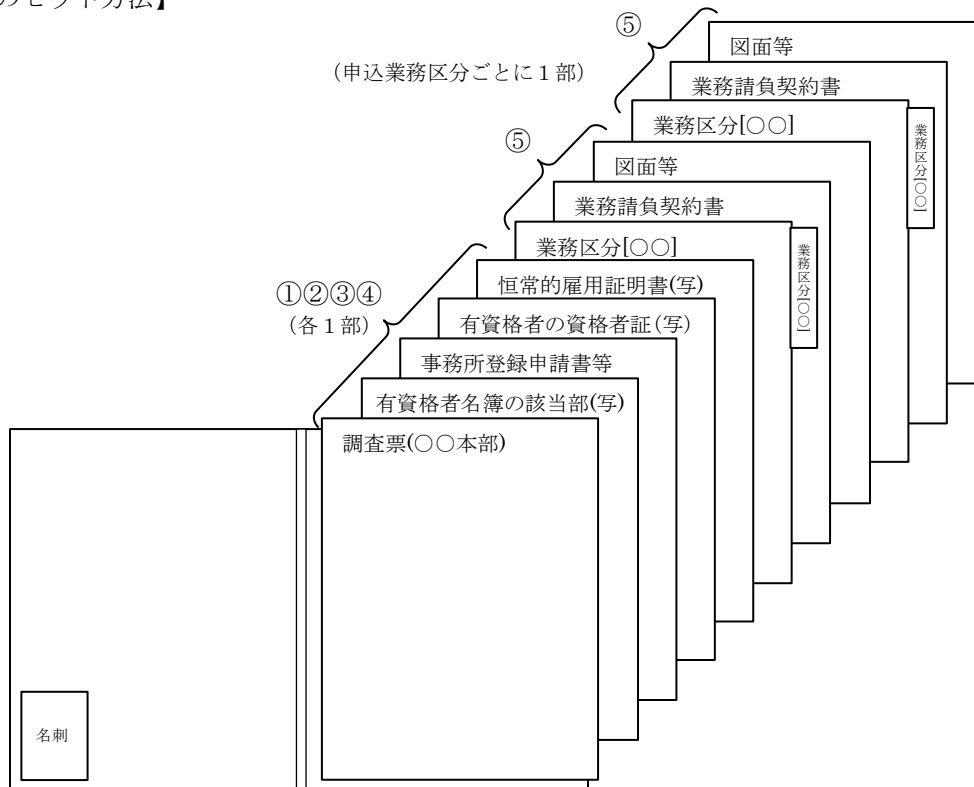 のセット方法】
⑤
図面等
(申込業務区分ごとに1部)
業務請負契約書
業務区分[○○]
業務区分[○○]
⑤
図面等
業務請負契約書
業務区分[○○]
業務区分[○○]
①②③④
(各1部)
恒常的雇用証明書(写)
有資格者の資格者証(写)
事務所登録申請書等
有資格者名簿の該当部(写)
調査票(○○本部)
名刺